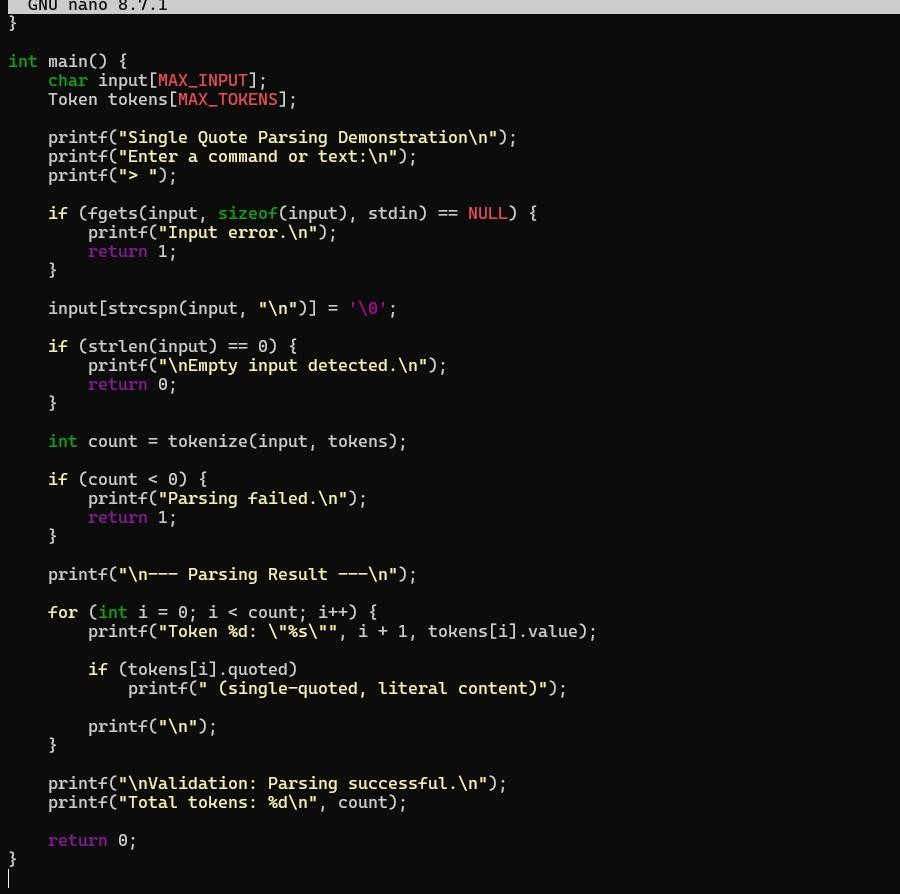 GNU nano 8.7.1
}

int main() {
    char input[MAX_INPUT];
    Token tokens[MAX_TOKENS];

    printf("Single Quote Parsing Demonstration\n");
    printf("Enter a command or text:\n");
    printf("> ");

    if (fgets(input, sizeof(input), stdin) == NULL) {
        printf("Input error.\n");
        return 1;
    }

    input[strcspn(input, "\n")] = '\0';

    if (strlen(input) == 0) {
        printf("\nEmpty input detected.\n");
        return 0;
    }

    int count = tokenize(input, tokens);

    if (count < 0) {
        printf("Parsing failed.\n");
        return 1;
    }

    printf("\n--- Parsing Result ---\n");

    for (int i = 0; i < count; i++) {
        printf("Token %d: \"%s\"", i + 1, tokens[i].value);

        if (tokens[i].quoted)
            printf(" (single-quoted, literal content)");

        printf("\n");
    }

    printf("\nValidation: Parsing successful.\n");
    printf("Total tokens: %d\n", count);

    return 0;
}